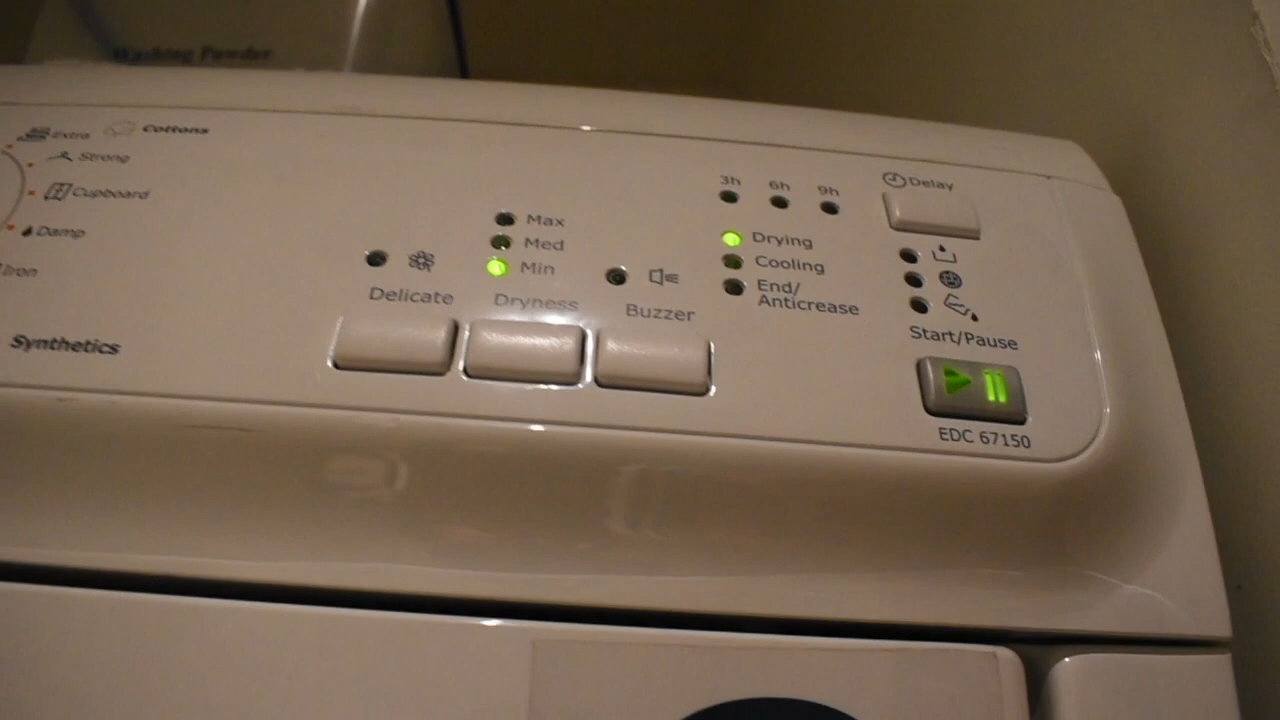 Washing Powder
Extra
Cottons
Strong
Cupboard
Damp
Iron
Synthetics
Delicate
Max
Med
Min
Dryness
Buzzer
3h 6h 9h
Drying
Cooling
End/
Anticrease
Delay
Start/Pause
EDC 67150